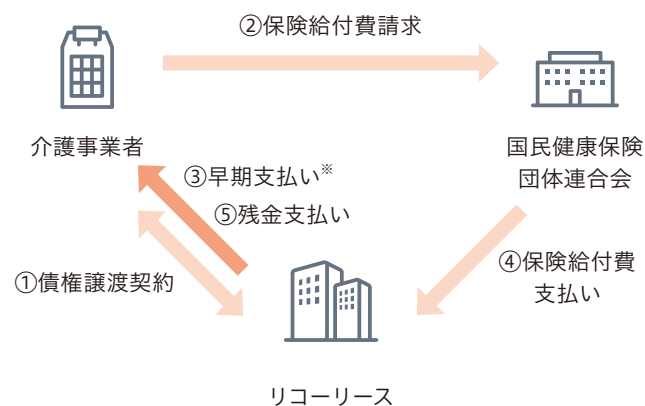 ②保険給付費請求
介護事業者
国民健康保険
団体連合会
③早期支払い※
⑤残金支払い
①債権譲渡契約
④保険給付費
支払い
リコーリース